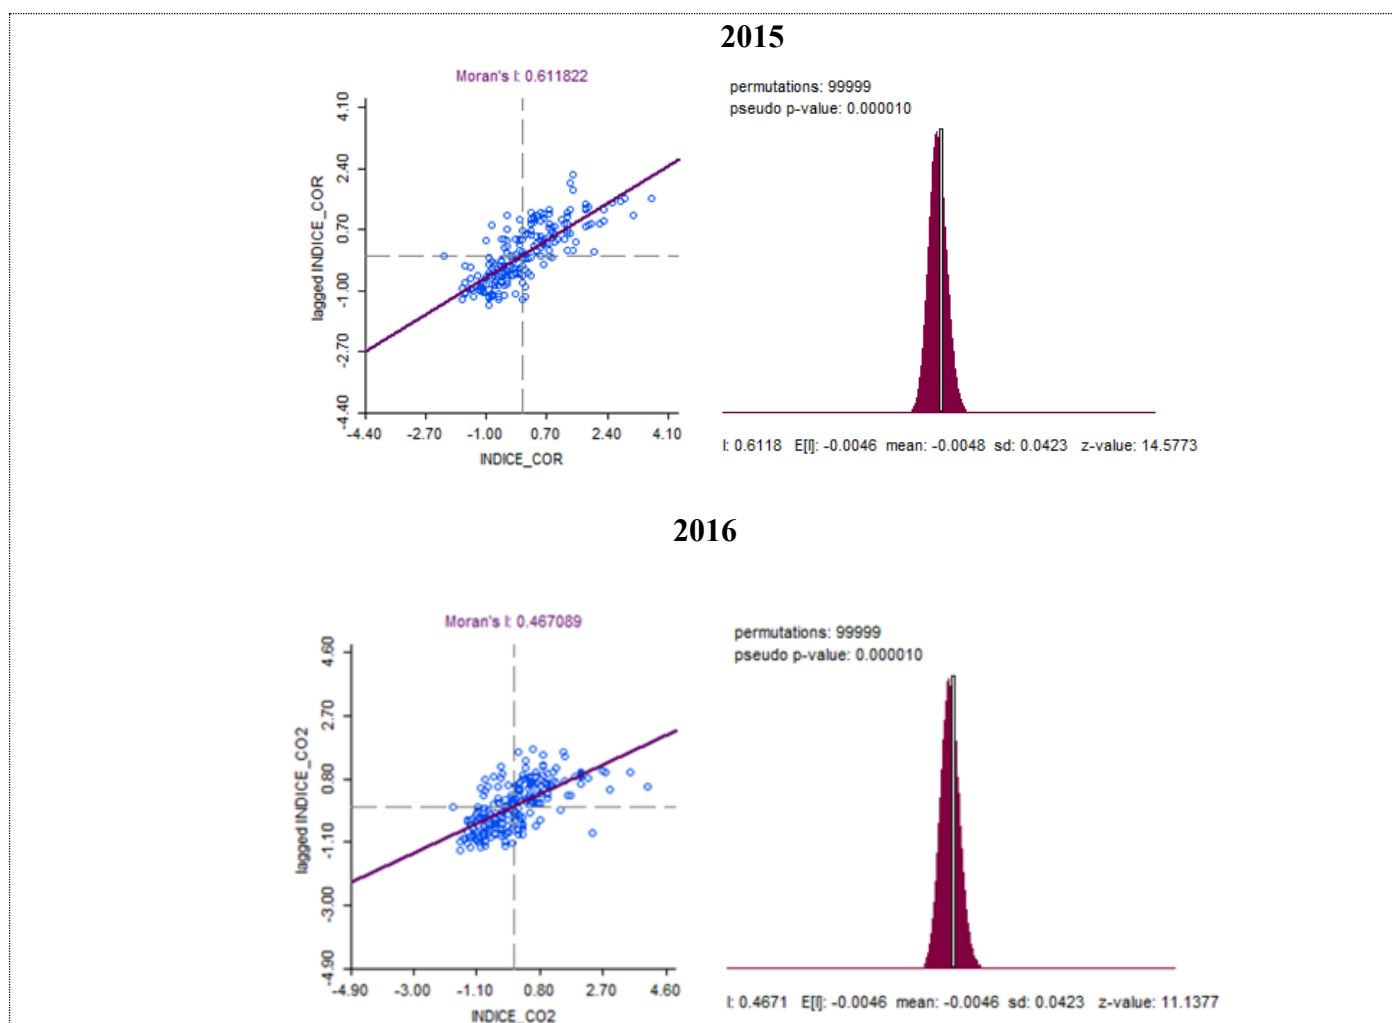 2015
Moran's I: 0.611822
permutations: 99999
pseudo p-value: 0.000010
4.10
2.40
0.70
-1.00
-2.70
-4.40
lagged INDICE_COR
-4.40 -2.70 -1.00 0.70 2.40 4.10
INDICE_COR
I: 0.6118 E[I]: -0.0046 mean: -0.0048 sd: 0.0423 z-value: 14.5773
2016
Moran's I: 0.467089
permutations: 99999
pseudo p-value: 0.000010
4.60
2.70
0.80
-1.10
-3.00
-4.90
lagged INDICE_CO2
-4.90 -3.00 -1.10 0.80 2.70 4.60
INDICE_CO2
I: 0.4671 E[I]: -0.0046 mean: -0.0046 sd: 0.0423 z-value: 11.1377